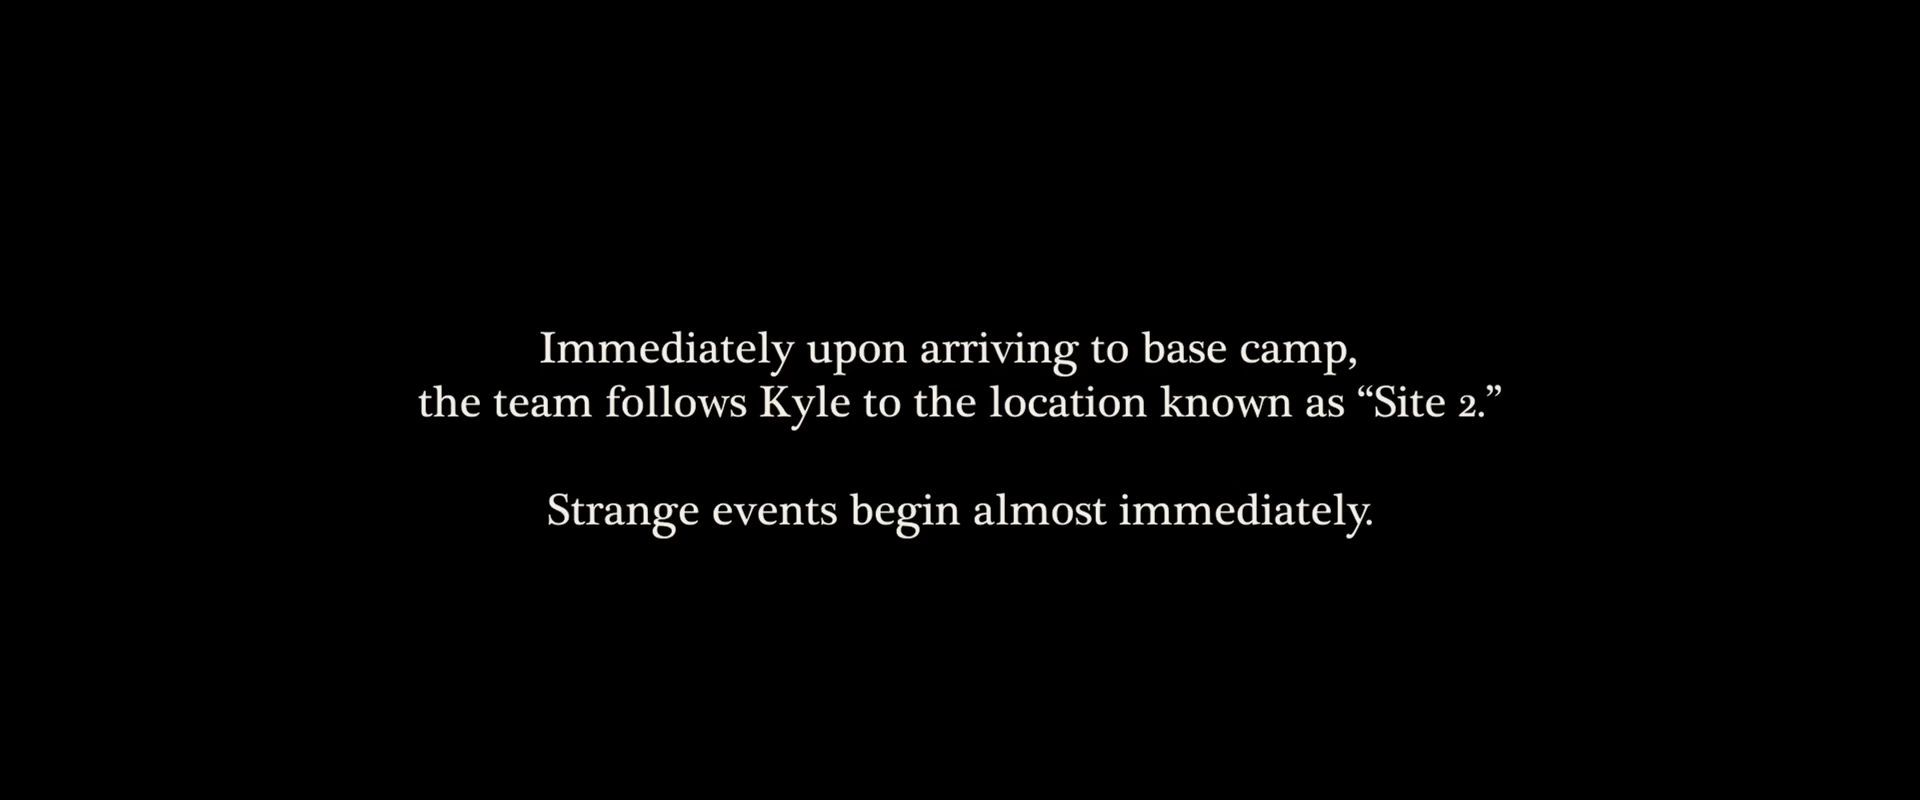 Immediately upon arriving to base camp,
the team follows Kyle to the location known as “Site 2.”
Strange events begin almost immediately.